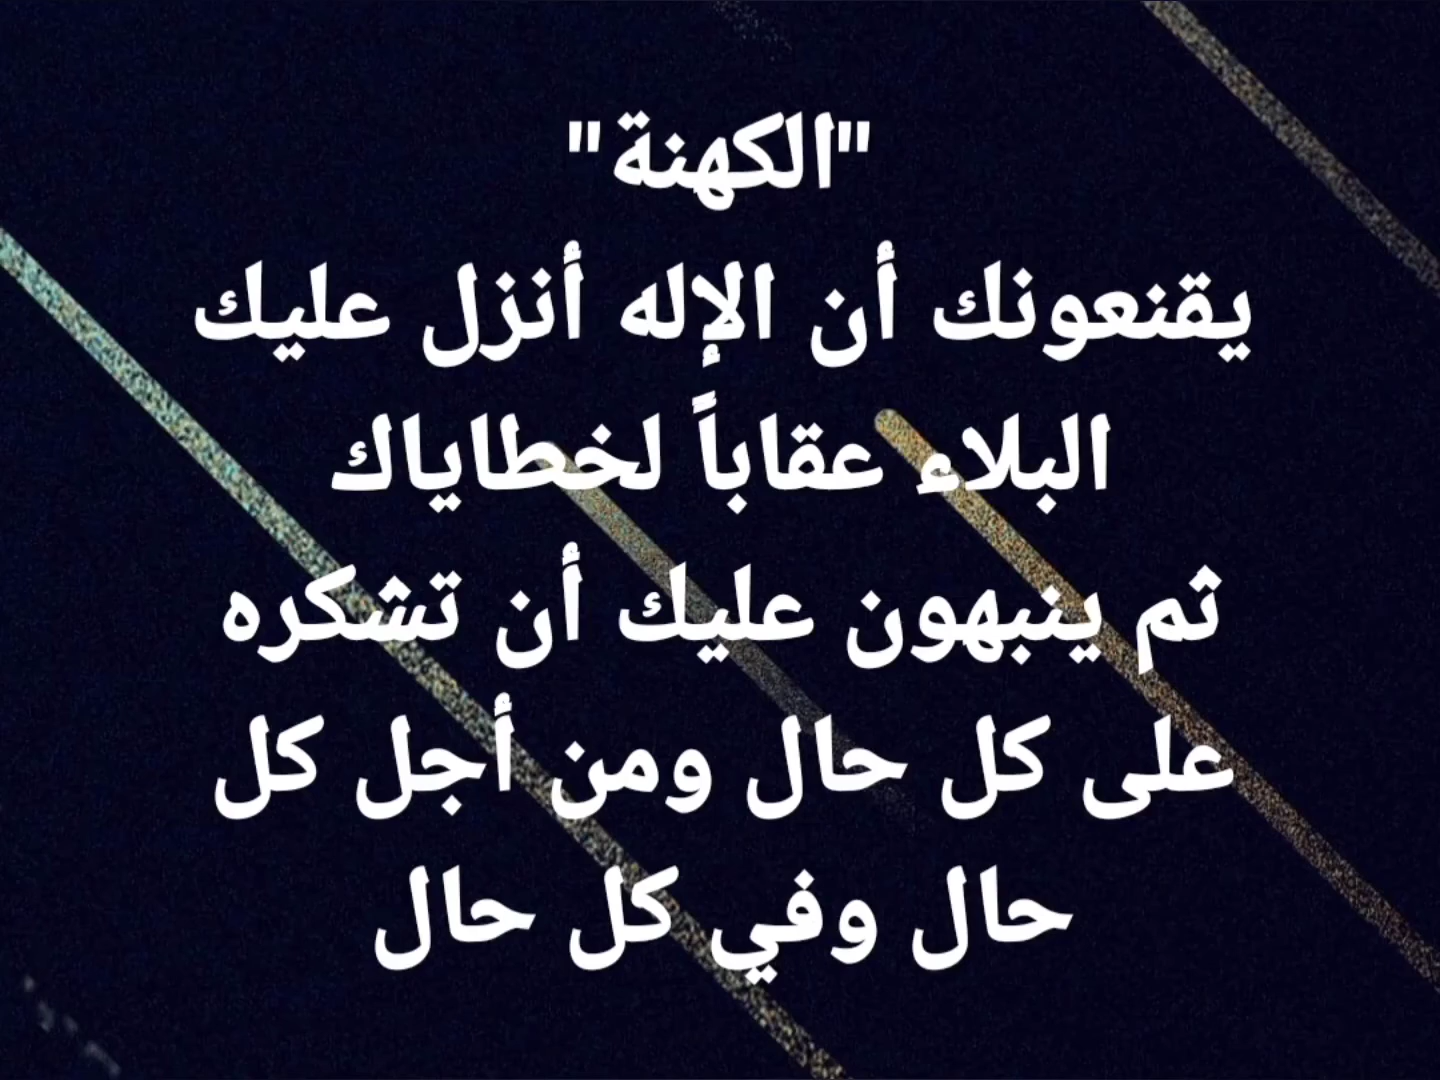 "الكهنة"
يقنعونك أن الإله أنزل عليك
البلاء عقاباً لخطاياك
ثم ينبهون عليك أن تشكره
على كل حال ومن أجل كل
حال وفي كل حال